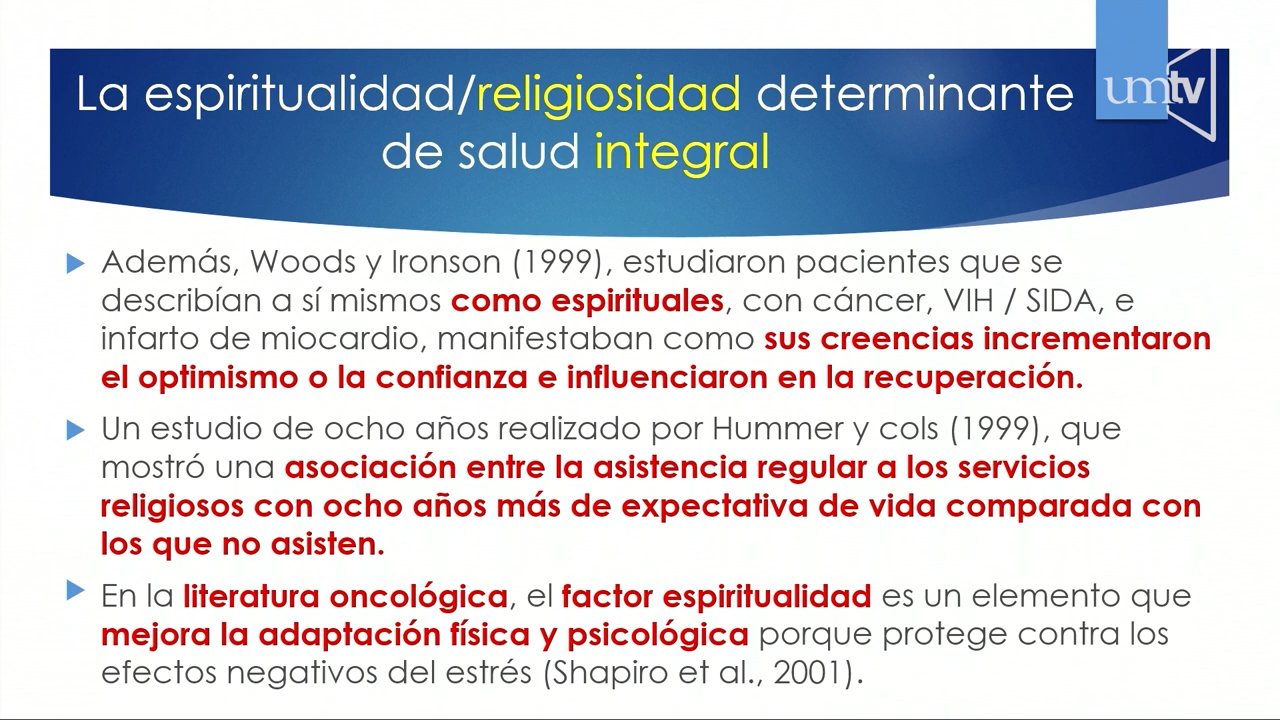 La espiritualidad/religiosidad determinante
de salud integral
umtv
Además, Woods y Ironson (1999), estudiaron pacientes que se
describían a sí mismos como espirituales, con cáncer, VIH / SIDA, e
infarto de miocardio, manifestaban como sus creencias incrementaron
el optimismo o la confianza e influenciaron en la recuperación.
Un estudio de ocho años realizado por Hummer y cols (1999), que
mostró una asociación entre la asistencia regular a los servicios
religiosos con ocho años más de expectativa de vida comparada con
los que no asisten.
En la literatura oncológica, el factor espiritualidad es un elemento que
mejora la adaptación física y psicológica porque protege contra los
efectos negativos del estrés (Shapiro et al., 2001).